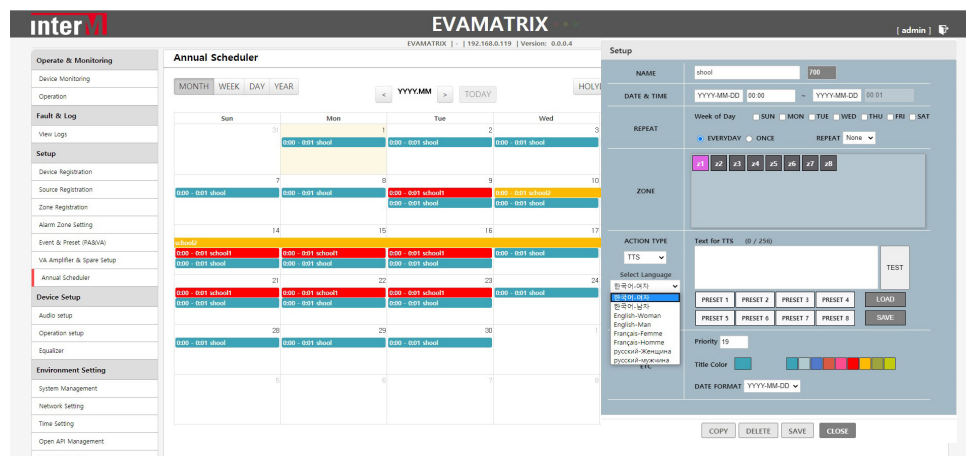 interM
EVAMATRIX
[ admin ]
EVAMATRIX | - | 192.168.0.119 | Version: 0.0.0.4
Operate & Monitoring
Device Monitoring
Operation
Fault & Log
View Logs
Setup
Device Registration
Source Registration
Zone Registration
Alarm Zone Setting
Event & Preset (PA&VA)
VA Amplifier & Spare Setup
Annual Scheduler
Device Setup
Audio setup
Operation setup
Equalizer
Environment Setting
System Management
Network Setting
Time Setting
Open API Management
Annual Scheduler
MONTH WEEK DAY YEAR
< YYYY.MM > TODAY
HOLY
Sun Mon Tue Wed
31 1 2 3
0:00 - 0:01 shool 0:00 - 0:01 shool 0:00 - 0:01 shool
7 8 9 10
0:00 - 0:01 shool 0:00 - 0:01 shool 0:00 - 0:01 school1 0:00 - 0:01 school2
0:00 - 0:01 shool 0:00 - 0:01 shool
14 15 16 17
school2
0:00 - 0:01 school1 0:00 - 0:01 school1 0:00 - 0:01 school1 0:00 - 0:01 shool
0:00 - 0:01 shool 0:00 - 0:01 shool 0:00 - 0:01 shool
21 22 23 24
0:00 - 0:01 school1 0:00 - 0:01 school1 0:00 - 0:01 school1 0:00 - 0:01 shool
0:00 - 0:01 shool 0:00 - 0:01 shool 0:00 - 0:01 shool
28 29 30 1
0:00 - 0:01 shool 0:00 - 0:01 shool 0:00 - 0:01 shool
5 6 7 8
Setup
NAME shool 700
DATE & TIME YYYY-MM-DD 00:00 ~ YYYY-MM-DD 00:01
REPEAT
Week of Day SUN MON TUE WED THU FRI SAT
EVERYDAY ONCE REPEAT None
ZONE
z1 z2 z3 z4 z5 z6 z7 z8
ACTION TYPE
TTS
Select Language
한국어-여자
한국어-여자
한국어-남자
English-Woman
English-Man
Français-Femme
Français-Homme
русский-Женщина
русский-мужчина
Text for TTS (0 / 256)
TEST
PRESET 1 PRESET 2 PRESET 3 PRESET 4 LOAD
PRESET 5 PRESET 6 PRESET 7 PRESET 8 SAVE
ETC
Priority 19
Title Color
DATE FORMAT YYYY-MM-DD
COPY DELETE SAVE CLOSE